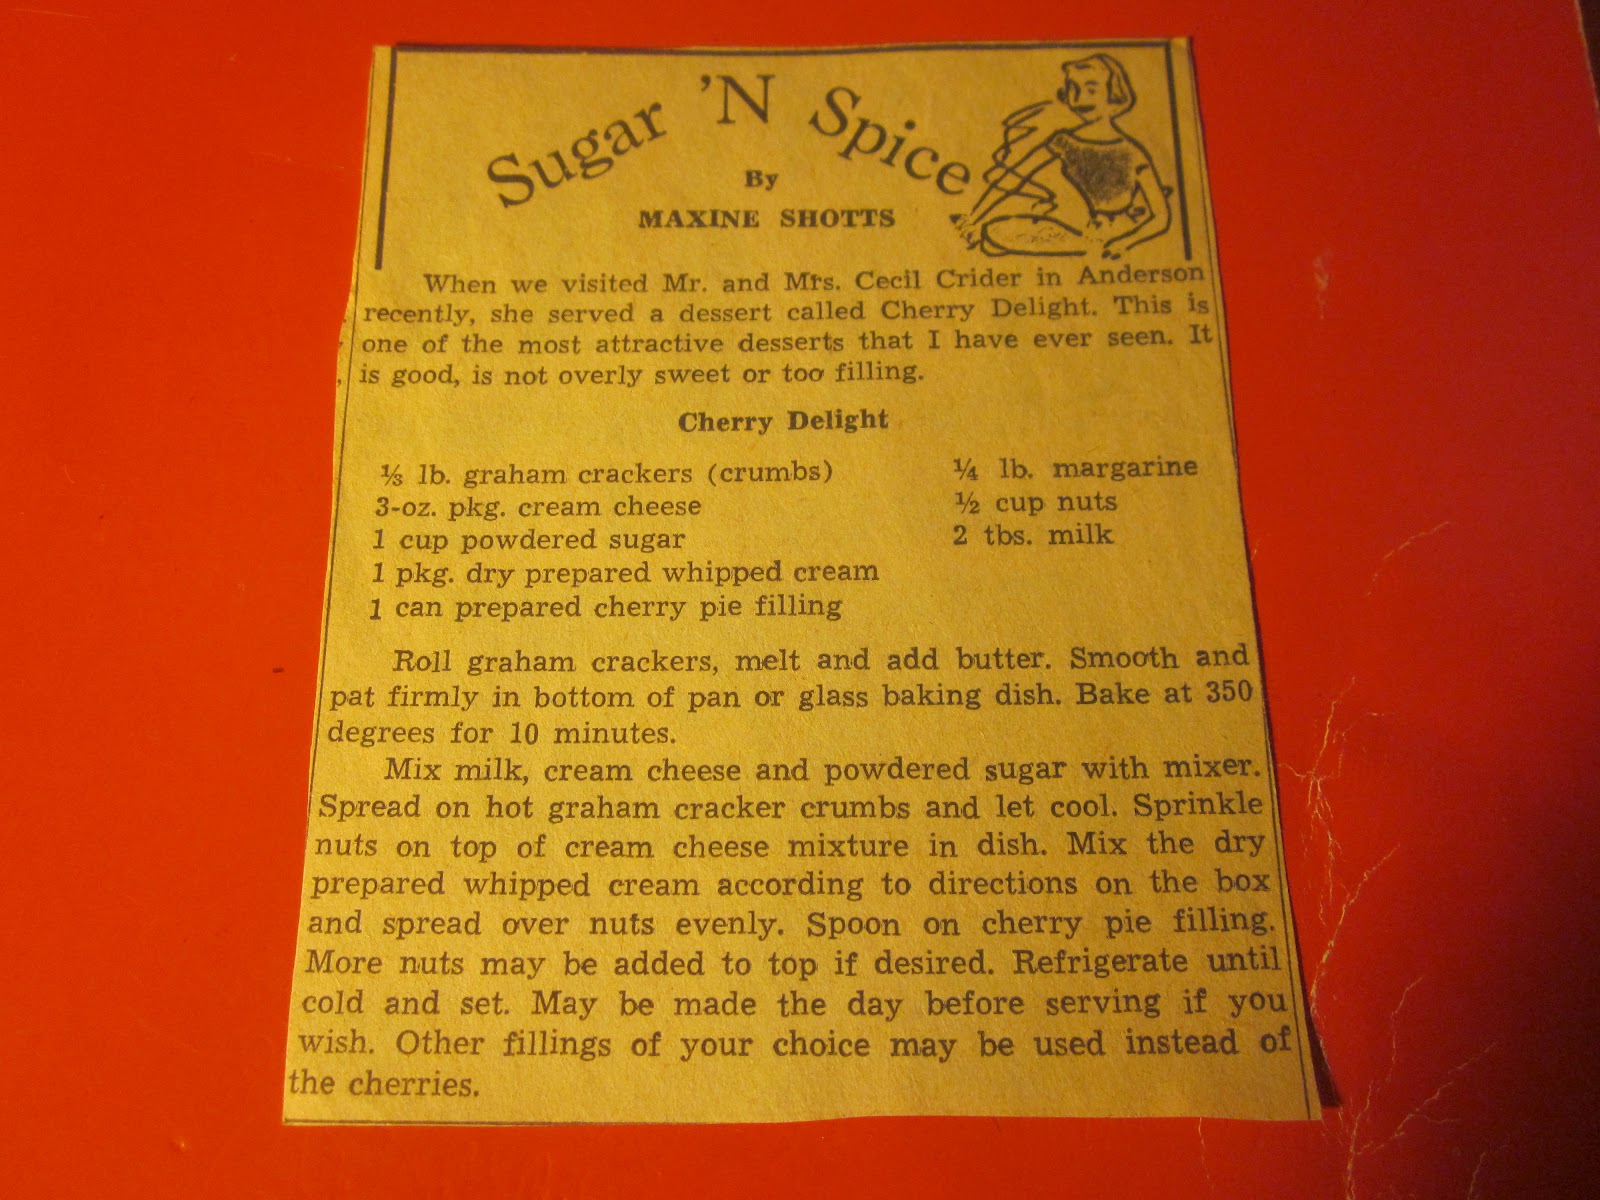 Sugar 'N Spice
By
MAXINE SHOTTS
When we visited Mr. and Mrs. Cecil Crider in Anderson
recently, she served a dessert called Cherry Delight. This is
one of the most attractive desserts that I have ever seen. It
is good, is not overly sweet or too filling.
Cherry Delight
⅓ lb. graham crackers (crumbs)
3-oz. pkg. cream cheese
1 cup powdered sugar
1 pkg. dry prepared whipped cream
1 can prepared cherry pie filling
¼ lb. margarine
½ cup nuts
2 tbs. milk
Roll graham crackers, melt and add butter. Smooth and
pat firmly in bottom of pan or glass baking dish. Bake at 350
degrees for 10 minutes.
Mix milk, cream cheese and powdered sugar with mixer.
Spread on hot graham cracker crumbs and let cool. Sprinkle
nuts on top of cream cheese mixture in dish. Mix the dry
prepared whipped cream according to directions on the box
and spread over nuts evenly. Spoon on cherry pie filling.
More nuts may be added to top if desired. Refrigerate until
cold and set. May be made the day before serving if you
wish. Other fillings of your choice may be used instead of
the cherries.